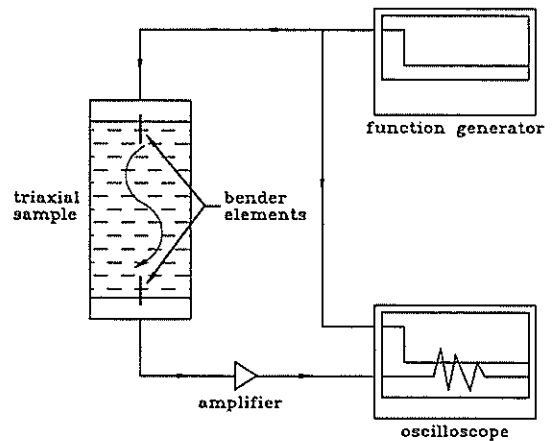 function generator
triaxial
sample
bender
elements
amplifier
oscilloscope